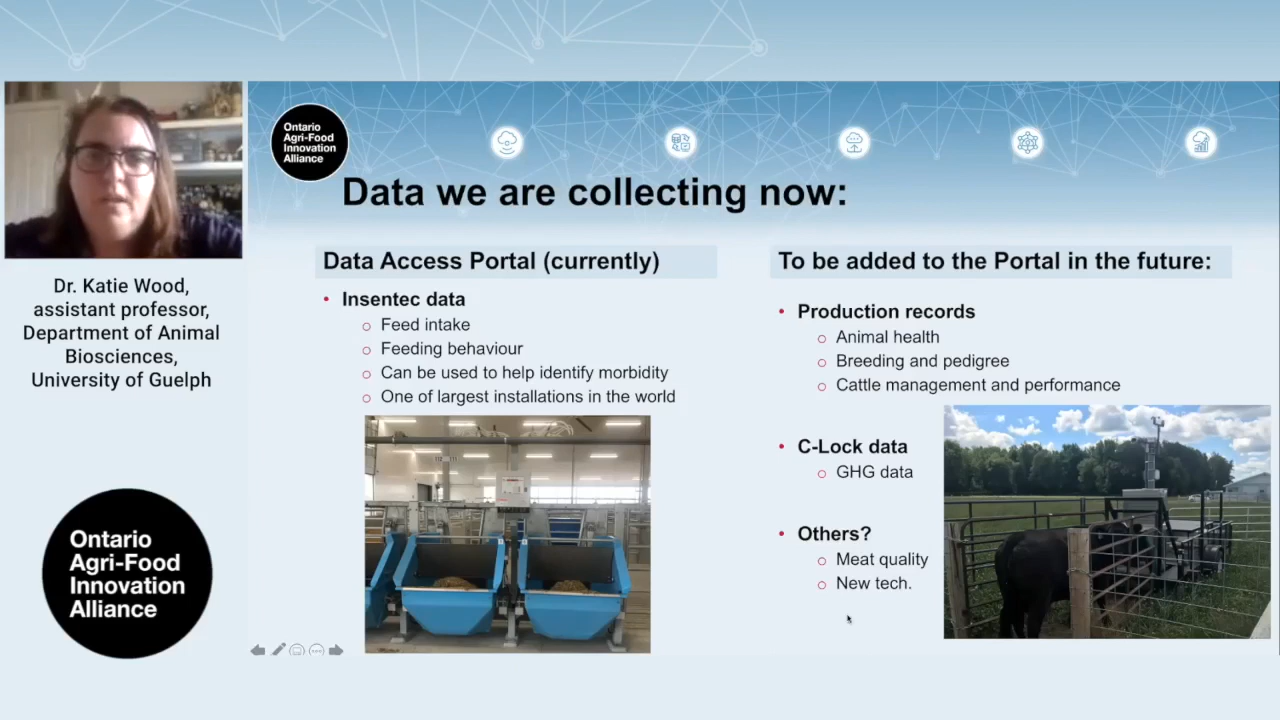 Ontario
Agri-Food
Innovation
Alliance
Data we are collecting now:
Dr. Katie Wood,
assistant professor,
Department of Animal
Biosciences,
University of Guelph
Ontario
Agri-Food
Innovation
Alliance
Data Access Portal (currently)
• Insentec data
o Feed intake
o Feeding behaviour
o Can be used to help identify morbidity
o One of largest installations in the world
To be added to the Portal in the future:
• Production records
o Animal health
o Breeding and pedigree
o Cattle management and performance
• C-Lock data
o GHG data
• Others?
o Meat quality
o New tech.